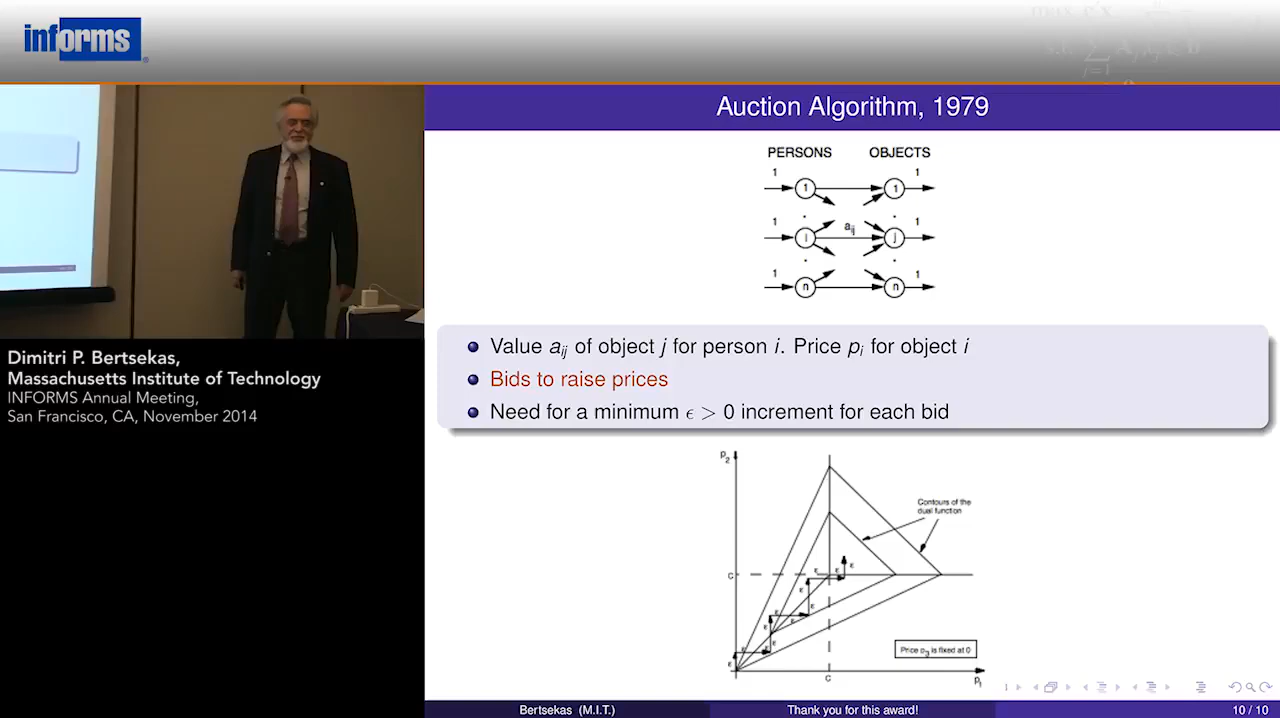 informs
Auction Algorithm, 1979
PERSONS OBJECTS
1 1 1 1
1 i a_ij j 1
1 n n 1
Value a_ij of object j for person i. Price p_i for object i
Bids to raise prices
Need for a minimum ϵ > 0 increment for each bid
p_2
Contours of the
dual function
C
ε ε ε
ε ε
ε ε
ε ε
ε ε
ε
Price p_3 is fixed at 0
C
p_1
Dimitri P. Bertsekas,
Massachusetts Institute of Technology
INFORMS Annual Meeting,
San Francisco, CA, November 2014
Bertsekas (M.I.T.) Thank you for this award! 10 / 10